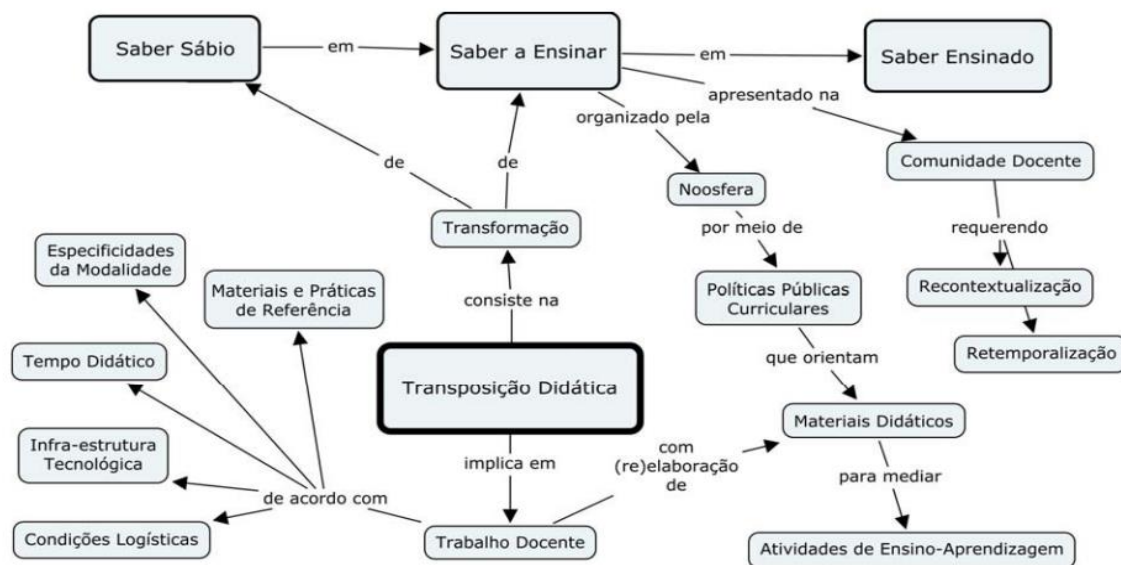 Saber Sábio
em
Saber a Ensinar
em
Saber Ensinado
apresentado na
organizado pela
Comunidade Docente
de
de
Noosfera
requerendo
Transformação
por meio de
Especificidades
da Modalidade
Materiais e Práticas
de Referência
consiste na
Políticas Públicas
Curriculares
Recontextualização
Retemporalização
Tempo Didático
Transposição Didática
que orientam
Materiais Didáticos
Infra-estrutura
Tecnológica
implica em
com
(re)elaboração
de
para mediar
de acordo com
Condições Logísticas
Trabalho Docente
Atividades de Ensino-Aprendizagem